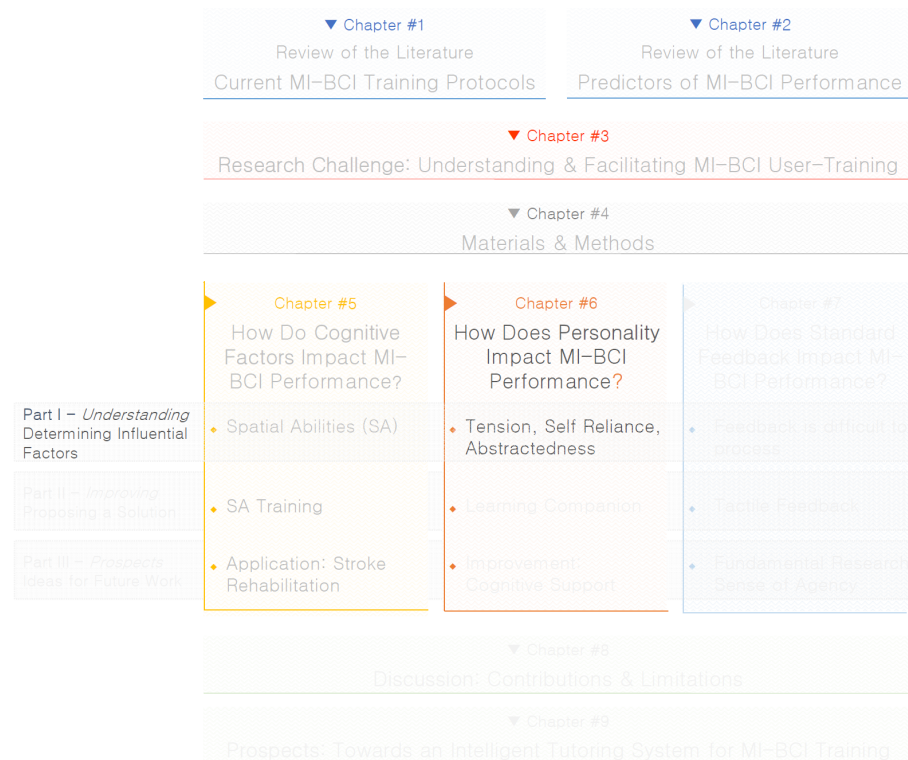 ▼ Chapter #1
Review of the Literature
Current MI-BCI Training Protocols
▼ Chapter #2
Review of the Literature
Predictors of MI-BCI Performance
▼ Chapter #3
Research Challenge: Understanding & Facilitating MI-BCI User-Training
▼ Chapter #4
Materials & Methods
Chapter #5
How Do Cognitive
Factors Impact MI-
BCI Performance?
Chapter #6
How Does Personality
Impact MI-BCI
Performance?
Chapter #7
How Does Standard
Feedback Impact MI-
BCI Performance?
Part I - Understanding
Determining Influential
Factors
Spatial Abilities (SA)
Tension, Self Reliance,
Abstractedness
Feedback is difficult to
process
Part II - Improving
Proposing a Solution
SA Training
Learning Companion
Tactile Feedback
Part III - Prospects
Ideas for Future Work
Application: Stroke
Rehabilitation
Improvement:
Cognitive Support
Fundamental Research
Sense of Agency
▼ Chapter #8
Discussion: Contributions & Limitations
▼ Chapter #9
Prospects: Towards an Intelligent Tutoring System for MI-BCI Training